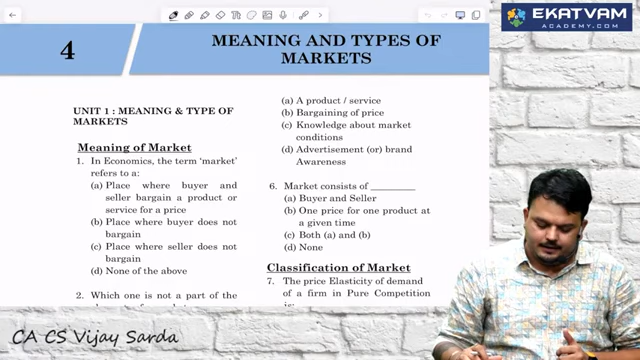 4
MEANING AND TYPES OF
MARKETS
EKATVAM
ACADEMY.COM
UNIT 1 : MEANING & TYPE OF
MARKETS
Meaning of Market
1. In Economics, the term ‘market’
refers to a:
(a) Place where buyer and
seller bargain a product or
service for a price
(b) Place where buyer does not
bargain
(c) Place where seller does not
bargain
(d) None of the above
2. Which one is not a part of the
(a) A product / service
(b) Bargaining of price
(c) Knowledge about market
conditions
(d) Advertisement (or) brand
Awareness
6. Market consists of _________
(a) Buyer and Seller
(b) One price for one product at
a given time
(c) Both (a) and (b)
(d) None
Classification of Market
7. The price Elasticity of demand
of a firm in Pure Competition
is:
CA CS Vijay Sarda